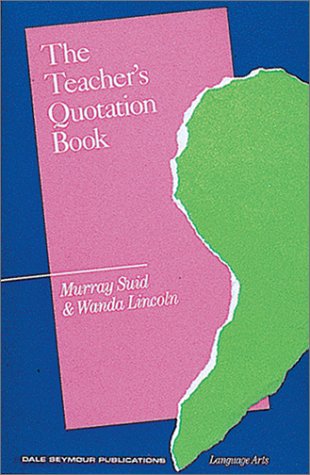 The
Teacher's
Quotation
Book
Murray Suid
& Wanda Lincoln
DALE SEYMOUR PUBLICATIONS
Language Arts